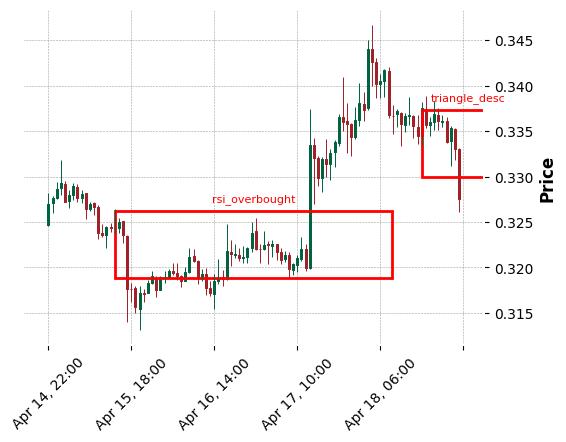 0.345
0.340
triangle_desc
0.335
0.330
rsi_overbought
0.325
0.320
0.315
Price
Apr 14, 22:00
Apr 15, 18:00
Apr 16, 14:00
Apr 17, 10:00
Apr 18, 06:00